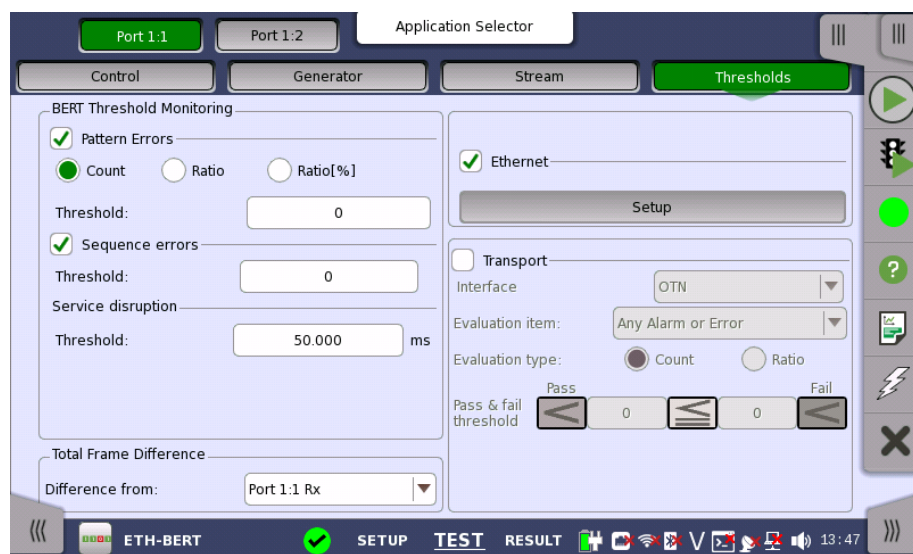 Port 1:1
Port 1:2
Application Selector
Control
Generator
Stream
Thresholds
BERT Threshold Monitoring
Pattern Errors
Count
Ratio
Ratio[%]
Threshold:
0
Sequence errors
Threshold:
0
Service disruption
Threshold:
50.000
ms
Total Frame Difference
Difference from:
Port 1:1 Rx
Ethernet
Setup
Transport
Interface
OTN
Evaluation item:
Any Alarm or Error
Evaluation type:
Count
Ratio
Pass
Fail
Pass & fail
threshold
0
0
ETH-BERT
SETUP
TEST
RESULT
13:47